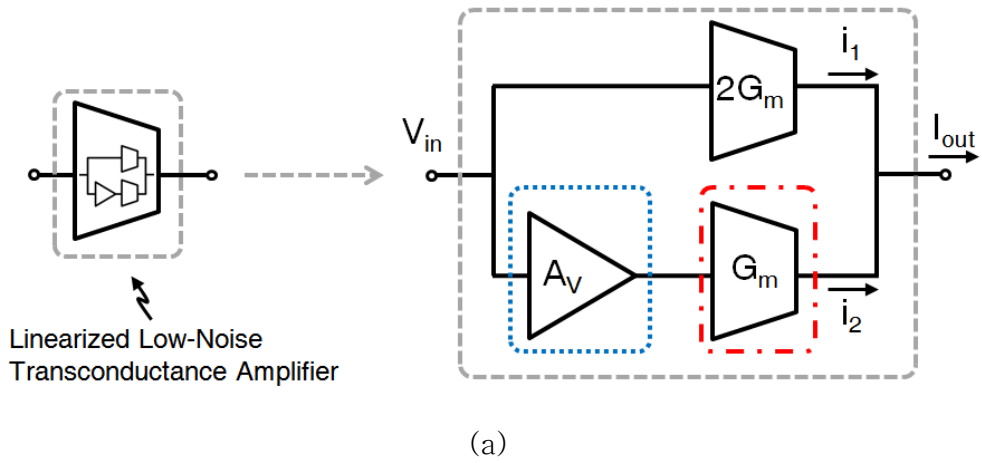 2Gm
i1
Vin
Iout
AV
Gm
i2
Linearized Low-Noise
Transconductance Amplifier
(a)